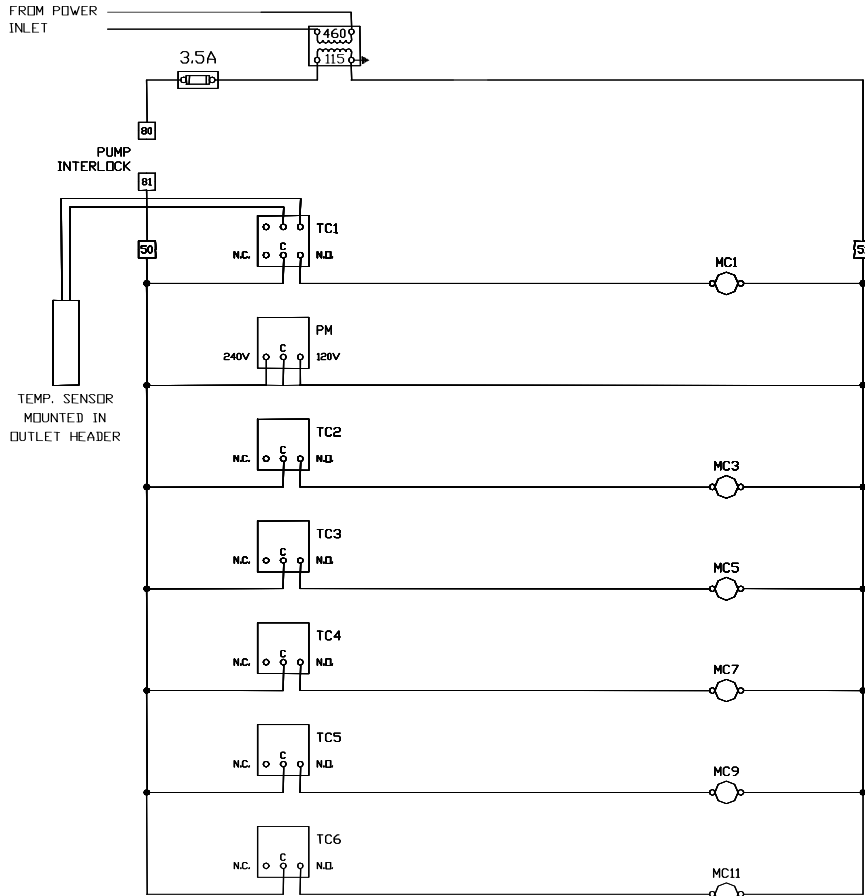 FROM POWER
INLET
460
115
3.5A
80
PUMP
INTERLOCK
81
TC1
50
N.C. C N.O.
MC1
PM
240V C 120V
TEMP. SENSOR
MOUNTED IN
OUTLET HEADER
TC2
N.C. C N.O.
MC3
TC3
N.C. C N.O.
MC5
TC4
N.C. C N.O.
MC7
TC5
N.C. C N.O.
MC9
TC6
N.C. C N.O.
MC11